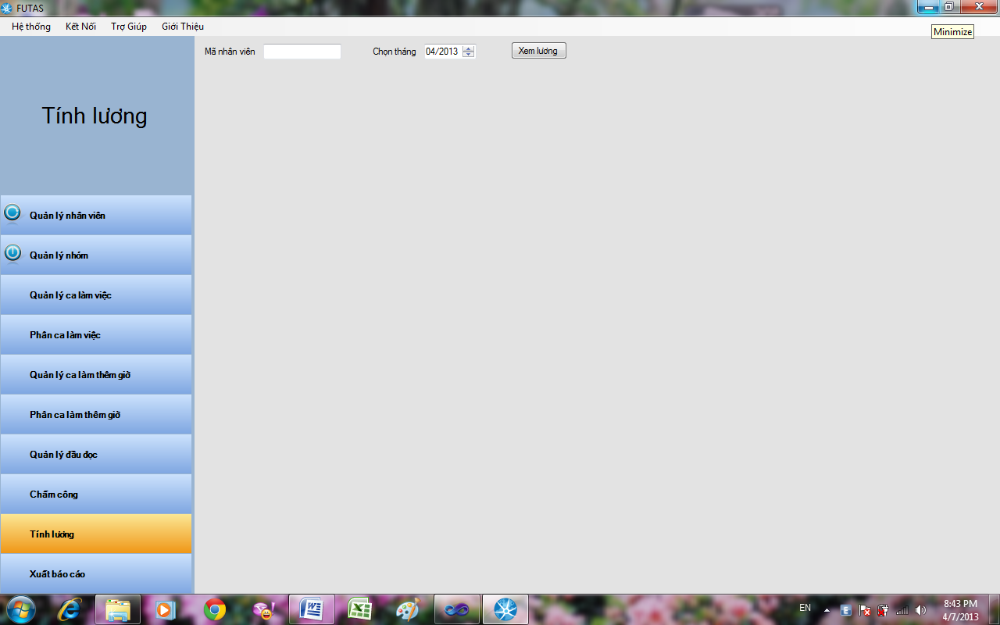 FUTAS
Hệ thống Kết Nối Trợ Giúp Giới Thiệu
Minimize
Mã nhân viên Chọn tháng 04/2013 Xem lương
Tính lương
Quản lý nhân viên
Quản lý nhóm
Quản lý ca làm việc
Phân ca làm việc
Quản lý ca làm thêm giờ
Phân ca làm thêm giờ
Quản lý đầu đọc
Chấm công
Tính lương
Xuất báo cáo
EN 8:43 PM
4/7/2013